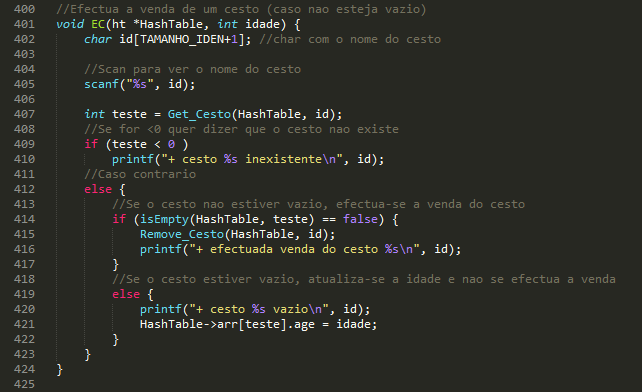 400 //Efectua a venda de um cesto (caso nao esteja vazio)
401 void EC(ht *HashTable, int idade) {
402 char id[TAMANHO_IDEN+1]; //char com o nome do cesto
403
404 //Scan para ver o nome do cesto
405 scanf("%s", id);
406
407 int teste = Get_Cesto(HashTable, id);
408 //Se for <0 quer dizer que o cesto nao existe
409 if (teste < 0 )
410 printf("+ cesto %s inexistente\n", id);
411 //Caso contrario
412 else {
413 //Se o cesto nao estiver vazio, efectua-se a venda do cesto
414 if (isEmpty(HashTable, teste) == false) {
415 Remove_Cesto(HashTable, id);
416 printf("+ efectuada venda do cesto %s\n", id);
417 }
418 //Se o cesto estiver vazio, atualiza-se a idade e nao se efectua a venda
419 else {
420 printf("+ cesto %s vazio\n", id);
421 HashTable->arr[teste].age = idade;
422 }
423 }
424 }
425